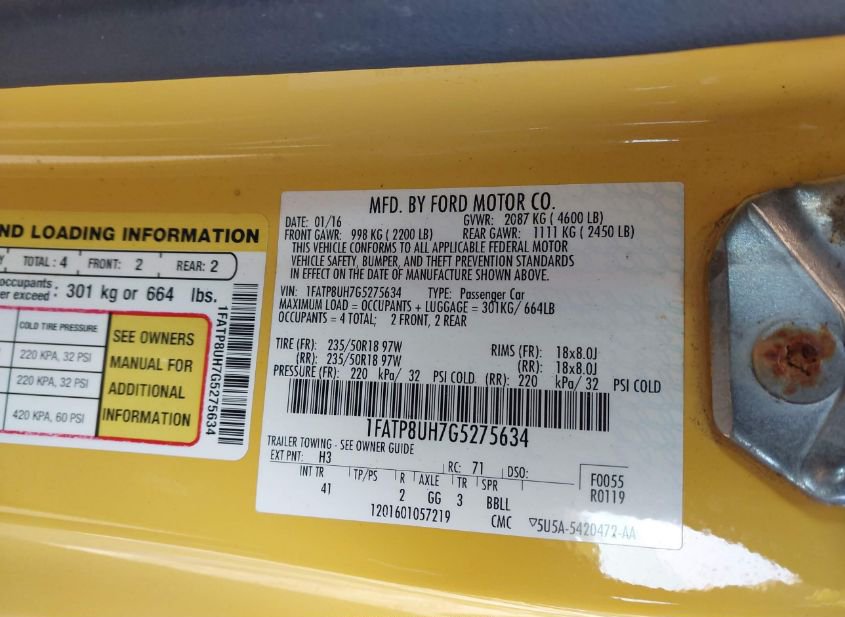 ND LOADING INFORMATION
TOTAL: 4 FRONT: 2 REAR: 2
occupants
er exceed : 301 kg or 664 lbs.
COLD TIRE PRESSURE
220 KPA, 32 PSI
220 KPA, 32 PSI
420 KPA, 60 PSI
SEE OWNERS
MANUAL FOR
ADDITIONAL
INFORMATION
1FATP8UH7G5275634
MFD. BY FORD MOTOR CO.
DATE: 01/16 GVWR: 2087 KG ( 4600 LB)
FRONT GAWR: 998 KG ( 2200 LB) REAR GAWR: 1111 KG ( 2450 LB)
THIS VEHICLE CONFORMS TO ALL APPLICABLE FEDERAL MOTOR
VEHICLE SAFETY, BUMPER, AND THEFT PREVENTION STANDARDS
IN EFFECT ON THE DATE OF MANUFACTURE SHOWN ABOVE.
VIN: 1FATP8UH7G5275634 TYPE: Passenger Car
MAXIMUM LOAD = OCCUPANTS + LUGGAGE = 301KG/ 664LB
OCCUPANTS = 4 TOTAL; 2 FRONT, 2 REAR
TIRE (FR): 235/50R18 97W RIMS (FR): 18x8.0J
(RR): 235/50R18 97W (RR): 18x8.0J
PRESSURE (FR): 220 kPa/ 32 PSI COLD (RR): 220 kPa/ 32 PSI COLD
1FATP8UH7G5275634
TRAILER TOWING - SEE OWNER GUIDE
EXT PNT: H3 RC: 71 DSO:
INT TR TP/PS R AXLE TR SPR
41 2 GG 3 BBLL
1201601057219 CMC ▽5U5A-5420472-AA
F0055
R0119